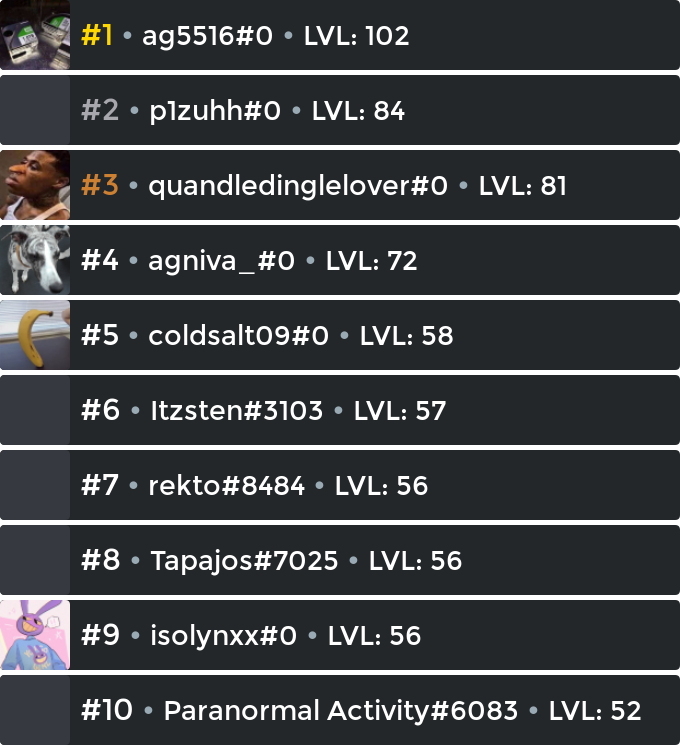 #1 • ag5516#0 • LVL: 102
#2 • p1zuhh#0 • LVL: 84
#3 • quandledinglelover#0 • LVL: 81
#4 • agniva_#0 • LVL: 72
#5 • coldsalt09#0 • LVL: 58
#6 • Itzsten#3103 • LVL: 57
#7 • rekto#8484 • LVL: 56
#8 • Tapajos#7025 • LVL: 56
#9 • isolynxx#0 • LVL: 56
#10 • Paranormal Activity#6083 • LVL: 52